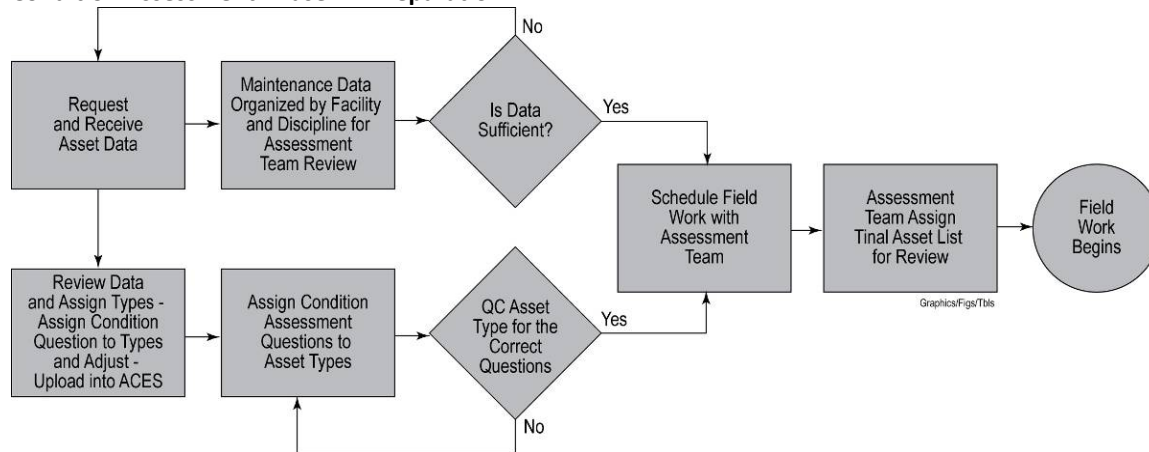 No
Request
and Receive
Asset Data
Maintenance Data
Organized by Facility
and Discipline for
Assessment
Team Review
Is Data
Sufficient?
Yes
Schedule Field
Work with
Assessment
Team
Assessment
Team Assign
Tinal Asset List
for Review
Field
Work
Begins
Graphics/Figs/Tbls
Review Data
and Assign Types -
Assign Condition
Question to Types
and Adjust -
Upload into ACES
Assign Condition
Assessment
Questions to
Asset Types
QC Asset
Type for the
Correct
Questions
Yes
No